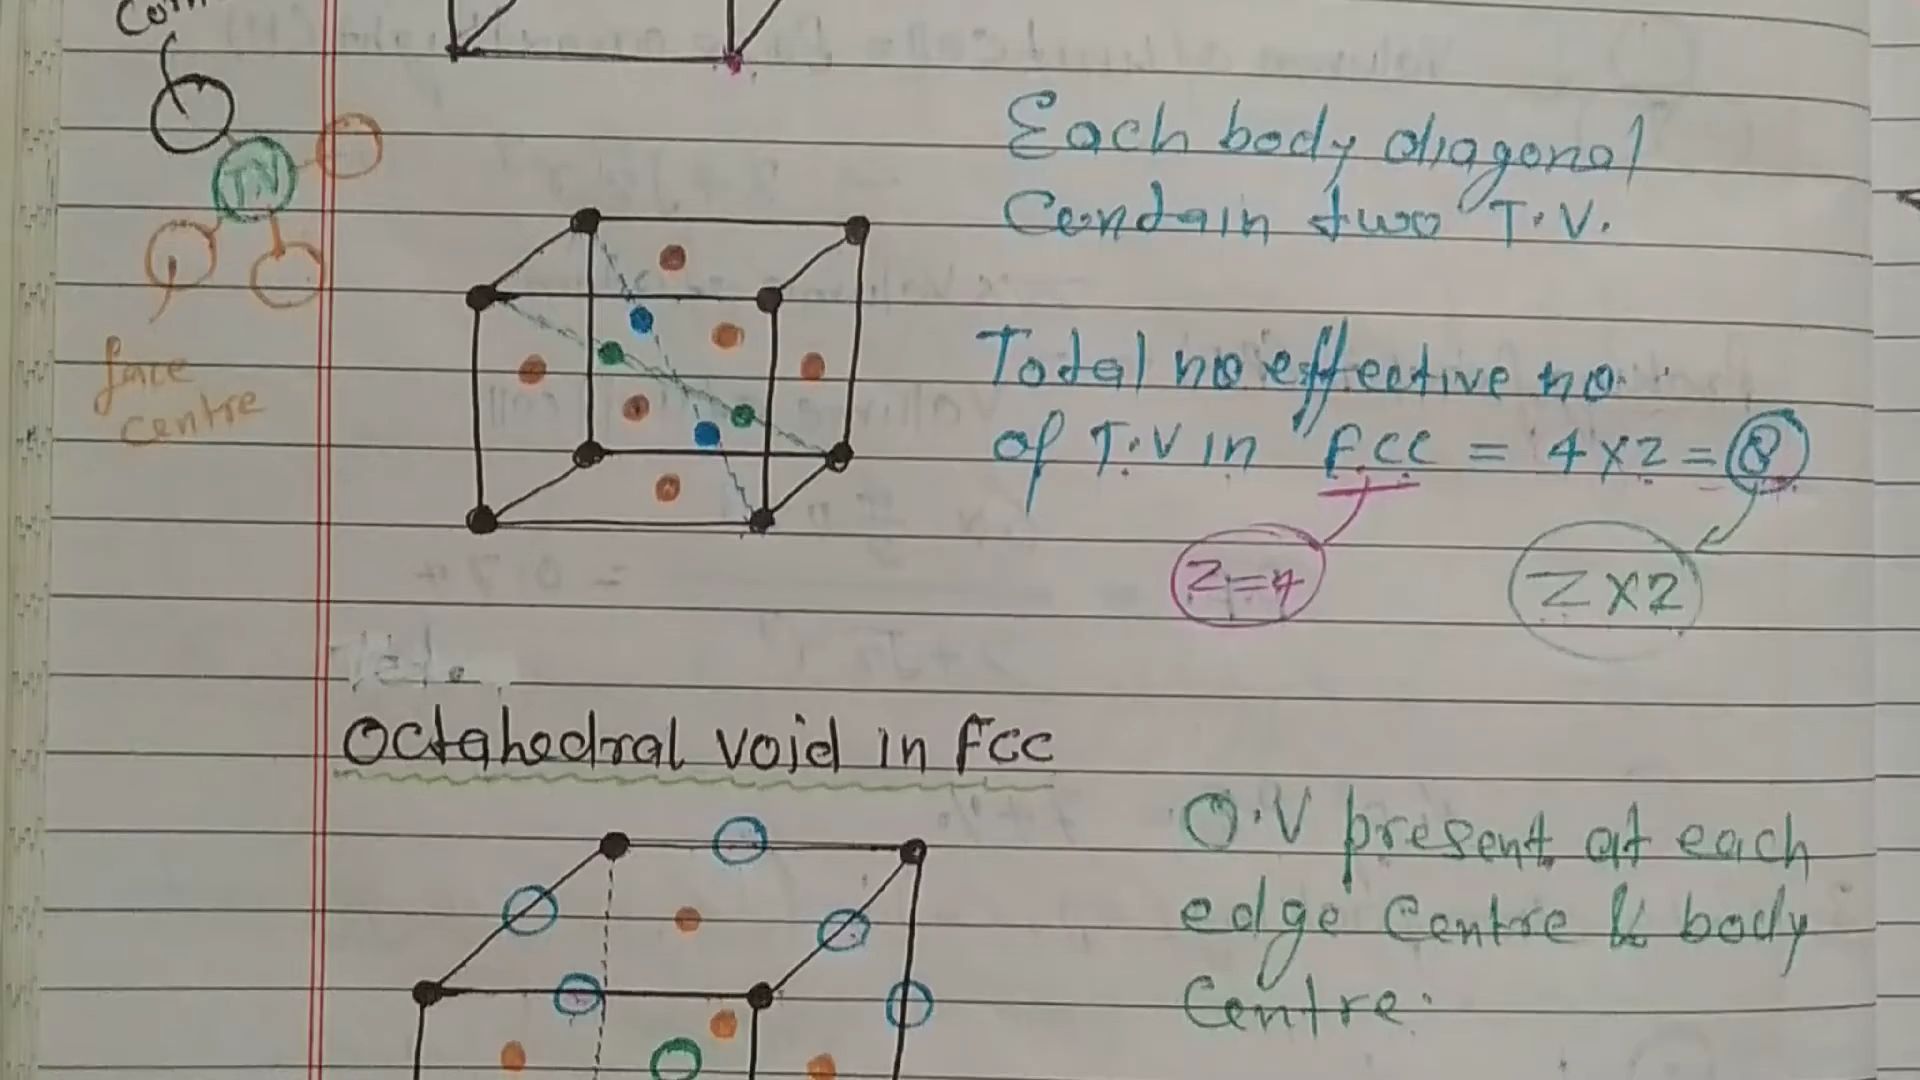 TV
face
centre
Each body diagonal
Contain two T.V.
Total no effective no.
of T.V in FCC = 4 x 2 = 8
Z=4
Z x 2
Octahedral void in FCC
O.V present at each
edge Centre & body
Centre.